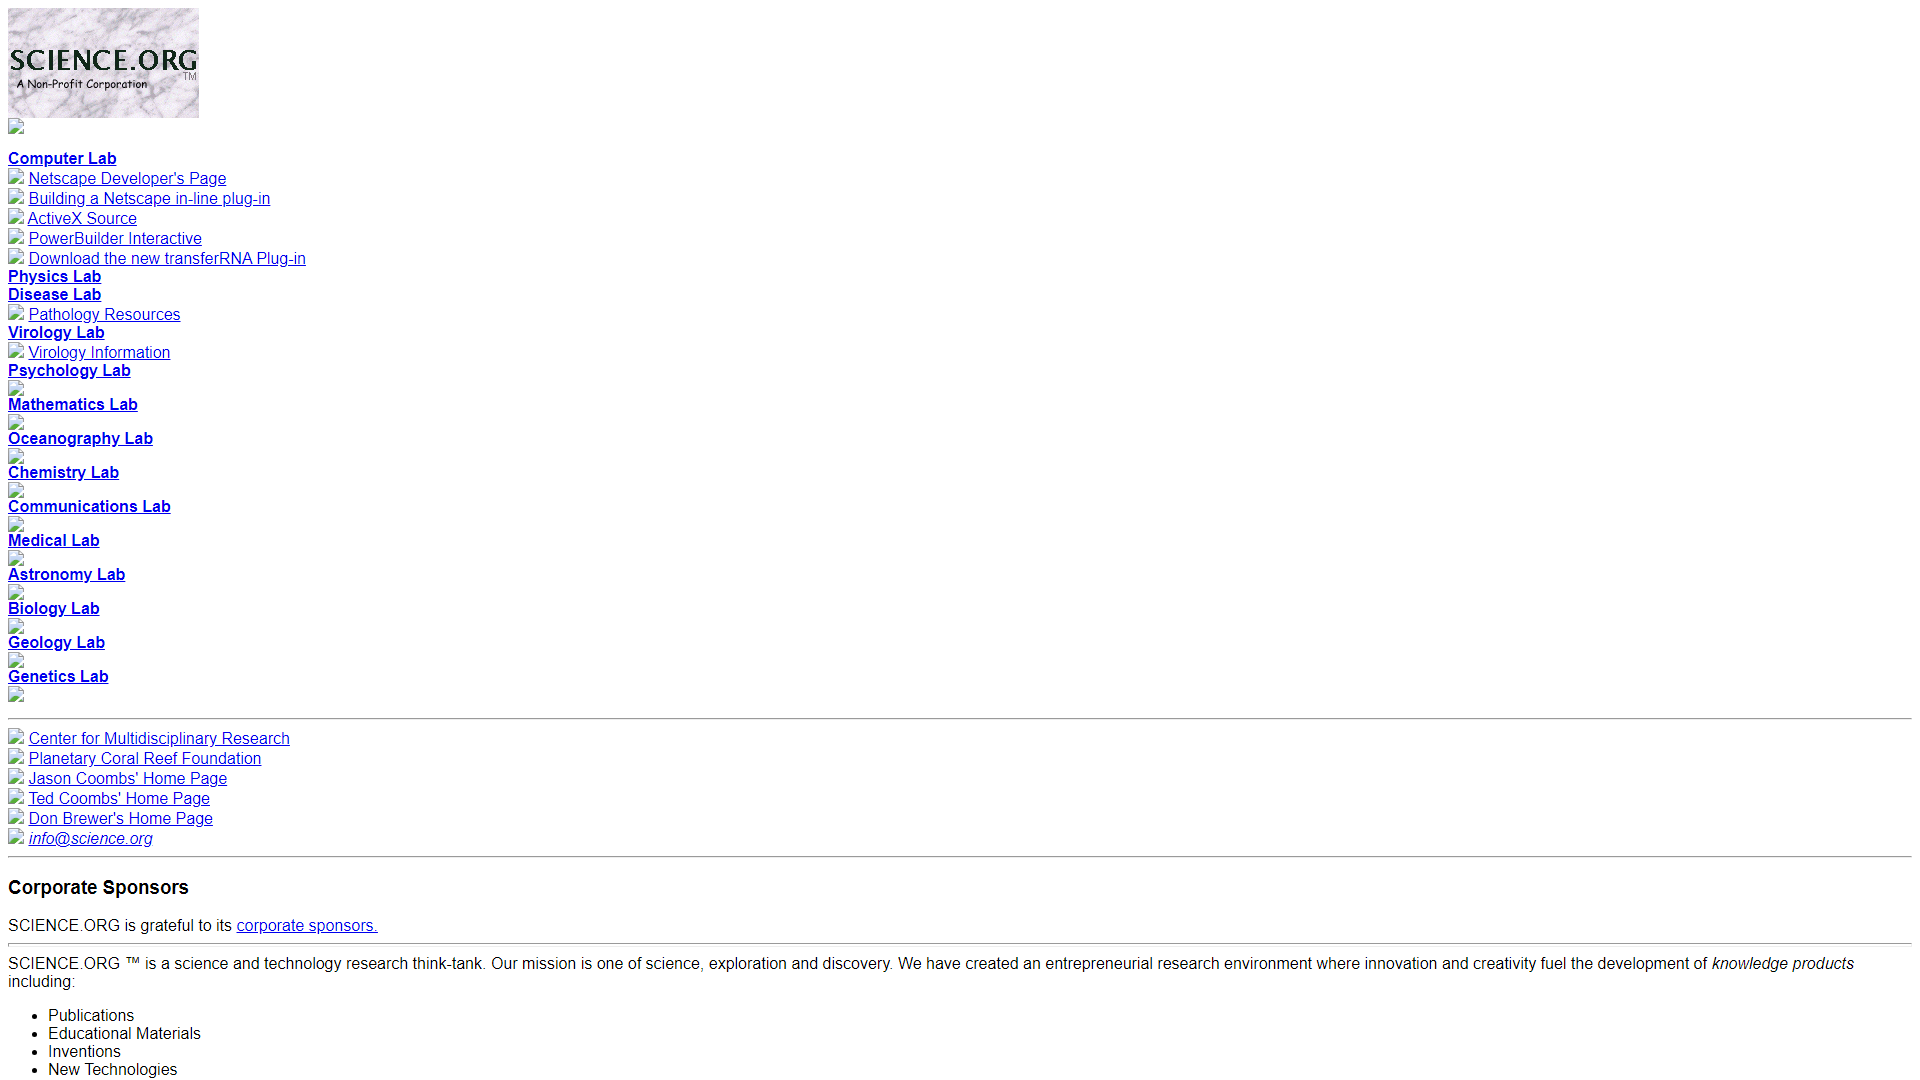 SCIENCE.ORG
TM
A Non-Profit Corporation
Computer Lab
Netscape Developer's Page
Building a Netscape in-line plug-in
ActiveX Source
PowerBuilder Interactive
Download the new transferRNA Plug-in
Physics Lab
Disease Lab
Pathology Resources
Virology Lab
Virology Information
Psychology Lab
Mathematics Lab
Oceanography Lab
Chemistry Lab
Communications Lab
Medical Lab
Astronomy Lab
Biology Lab
Geology Lab
Genetics Lab
Center for Multidisciplinary Research
Planetary Coral Reef Foundation
Jason Coombs' Home Page
Ted Coombs' Home Page
Don Brewer's Home Page
info@science.org
Corporate Sponsors
SCIENCE.ORG is grateful to its corporate sponsors.
SCIENCE.ORG ™ is a science and technology research think-tank. Our mission is one of science, exploration and discovery. We have created an entrepreneurial research environment where innovation and creativity fuel the development of knowledge products
including:
• Publications
• Educational Materials
• Inventions
• New Technologies